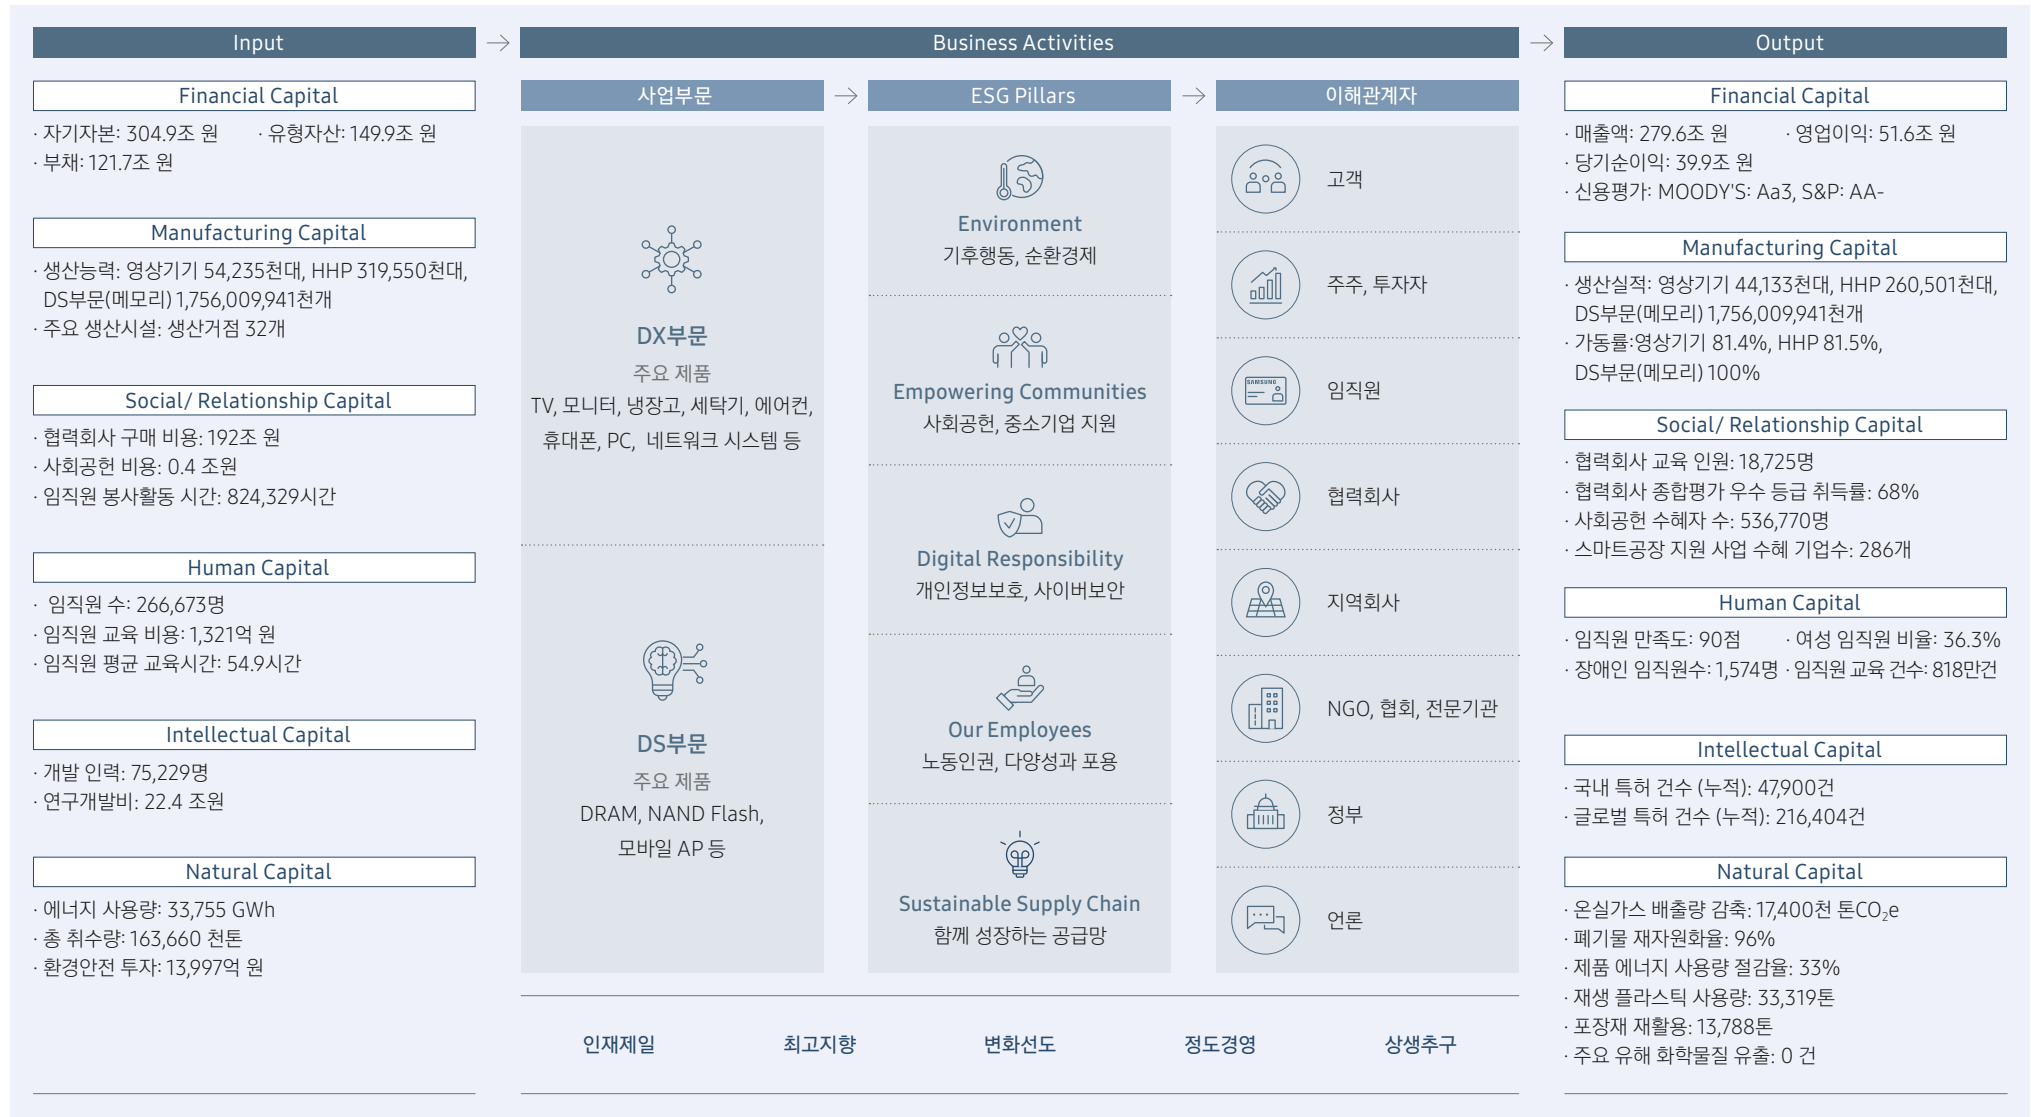 Input
Financial Capital
· 자기자본: 304.9조 원 · 유형자산: 149.9조 원
· 부채: 121.7조 원
Manufacturing Capital
· 생산능력: 영상기기 54,235천대, HHP 319,550천대,
DS부문(메모리) 1,756,009,941천개
· 주요 생산시설: 생산거점 32개
Social/ Relationship Capital
· 협력회사 구매 비용: 192조 원
· 사회공헌 비용: 0.4 조원
· 임직원 봉사활동 시간: 824,329시간
Human Capital
· 임직원 수: 266,673명
· 임직원 교육 비용: 1,321억 원
· 임직원 평균 교육시간: 54.9시간
Intellectual Capital
· 개발 인력: 75,229명
· 연구개발비: 22.4 조원
Natural Capital
· 에너지 사용량: 33,755 GWh
· 총 취수량: 163,660 천톤
· 환경안전 투자: 13,997억 원
Business Activities
사업부문
DX부문
주요 제품
TV, 모니터, 냉장고, 세탁기, 에어컨,
휴대폰, PC, 네트워크 시스템 등
DS부문
주요 제품
DRAM, NAND Flash,
모바일 AP 등
ESG Pillars
Environment
기후행동, 순환경제
Empowering Communities
사회공헌, 중소기업 지원
Digital Responsibility
개인정보보호, 사이버보안
Our Employees
노동인권, 다양성과 포용
Sustainable Supply Chain
함께 성장하는 공급망
이해관계자
고객
주주, 투자자
SAMSUNG
임직원
협력회사
지역회사
NGO, 협회, 전문기관
정부
언론
인재제일 최고지향 변화선도 정도경영 상생추구
Output
Financial Capital
· 매출액: 279.6조 원 · 영업이익: 51.6조 원
· 당기순이익: 39.9조 원
· 신용평가: MOODY'S: Aa3, S&P: AA-
Manufacturing Capital
· 생산실적: 영상기기 44,133천대, HHP 260,501천대,
DS부문(메모리) 1,756,009,941천개
· 가동률:영상기기 81.4%, HHP 81.5%,
DS부문(메모리) 100%
Social/ Relationship Capital
· 협력회사 교육 인원: 18,725명
· 협력회사 종합평가 우수 등급 취득률: 68%
· 사회공헌 수혜자 수: 536,770명
· 스마트공장 지원 사업 수혜 기업수: 286개
Human Capital
· 임직원 만족도: 90점 · 여성 임직원 비율: 36.3%
· 장애인 임직원수: 1,574명 · 임직원 교육 건수: 818만건
Intellectual Capital
· 국내 특허 건수 (누적): 47,900건
· 글로벌 특허 건수 (누적): 216,404건
Natural Capital
· 온실가스 배출량 감축: 17,400천 톤CO₂e
· 폐기물 재자원화율: 96%
· 제품 에너지 사용량 절감율: 33%
· 재생 플라스틱 사용량: 33,319톤
· 포장재 재활용: 13,788톤
· 주요 유해 화학물질 유출: 0 건